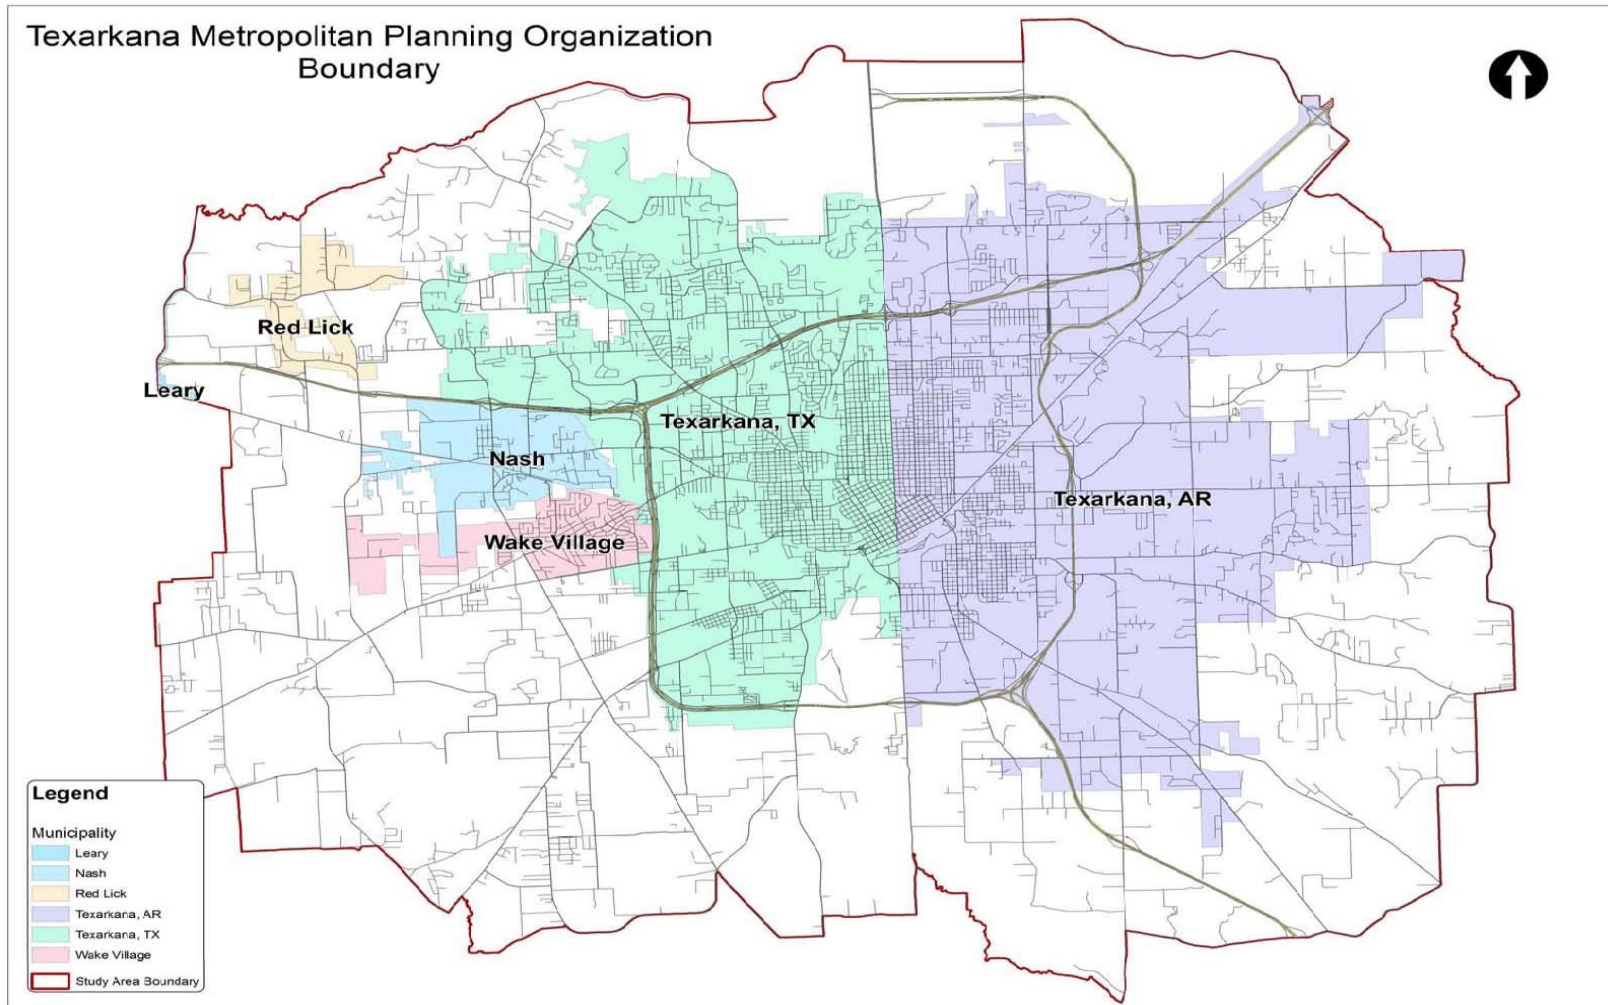 Texarkana Metropolitan Planning Organization
Boundary
Red Lick
Leary
Texarkana, TX
Nash
Texarkana, AR
Wake Village
Legend
Municipality
Leary
Nash
Red Lick
Texarkana, AR
Texarkana, TX
Wake Village
Study Area Boundary